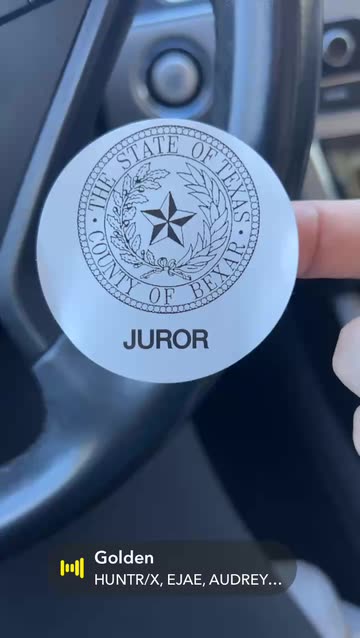 · THE STATE OF TEXAS ·
COUNTY OF BEXAR
JUROR
Golden
HUNTR/X, EJAE, AUDREY...